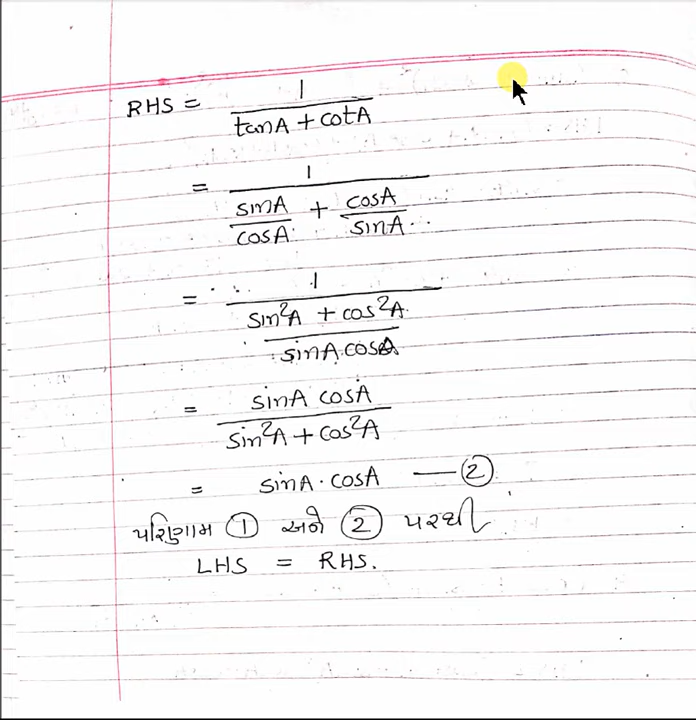 RHS = 1 / (tanA + cotA)
= 1 / (sinA/cosA + cosA/sinA)
= 1 / ((sin²A + cos²A) / (sinA.cosA))
= sinA cosA / (sin²A + cos²A)
= sinA · cosA — ②
પરિણામ ① અને ② પરથી
LHS = RHS.